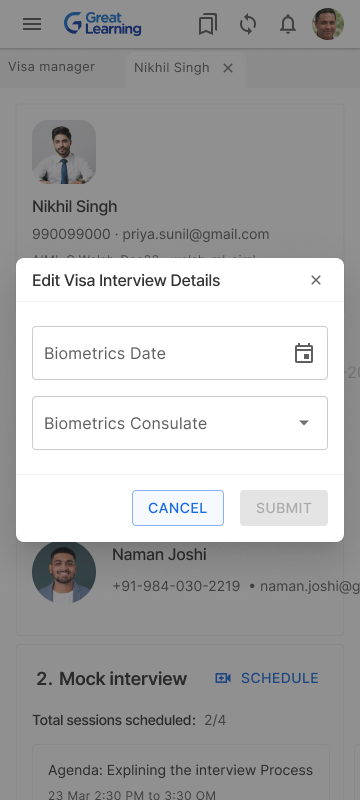 Great
Learning
Visa manager
Nikhil Singh
Nikhil Singh
990099000 · priya.sunil@gmail.com
Edit Visa Interview Details
Biometrics Date
Biometrics Consulate
CANCEL
SUBMIT
Naman Joshi
+91-984-030-2219 • naman.joshi@g
2. Mock interview
SCHEDULE
Total sessions scheduled: 2/4
Agenda: Explining the interview Process
23 Mar 2:30 PM to 3:30 OM